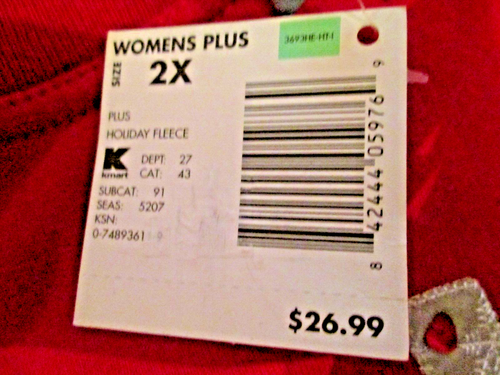 WOMENS PLUS
SIZE 2X
3693HE-HT-1
PLUS
HOLIDAY FLEECE
K
kmart
DEPT: 27
CAT: 43
SUBCAT: 91
SEAS: 5207
KSN:
0-7489361 9
8 42444 05976 9
$26.99